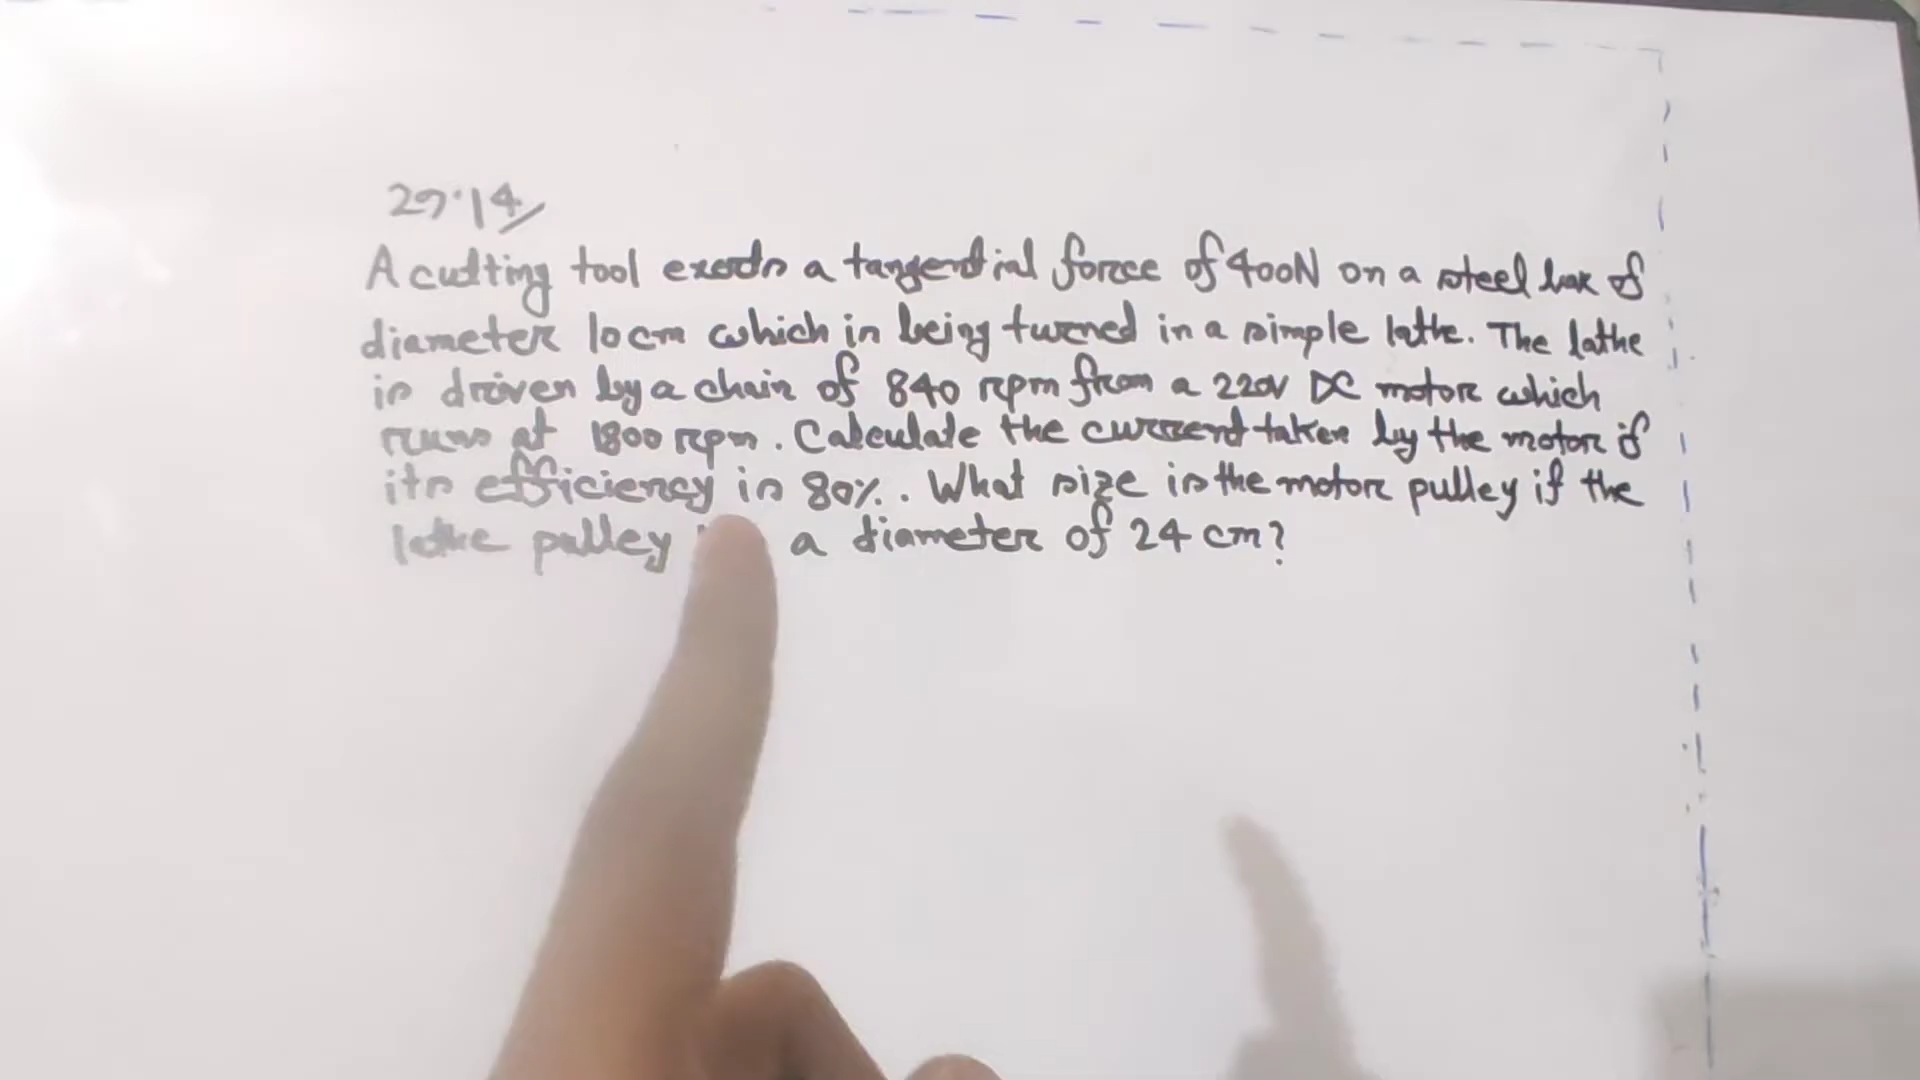 29.14/
A cutting tool exerts a tangential force of 400N on a steel bar of
diameter 10cm which is being turned in a simple lathe. The lathe
is driven by a chain of 840 rpm from a 220V DC motor which
runs at 1800 rpm. Calculate the current taken by the motor if
its efficiency is 80%. What size is the motor pulley if the
lathe pulley a diameter of 24 cm?